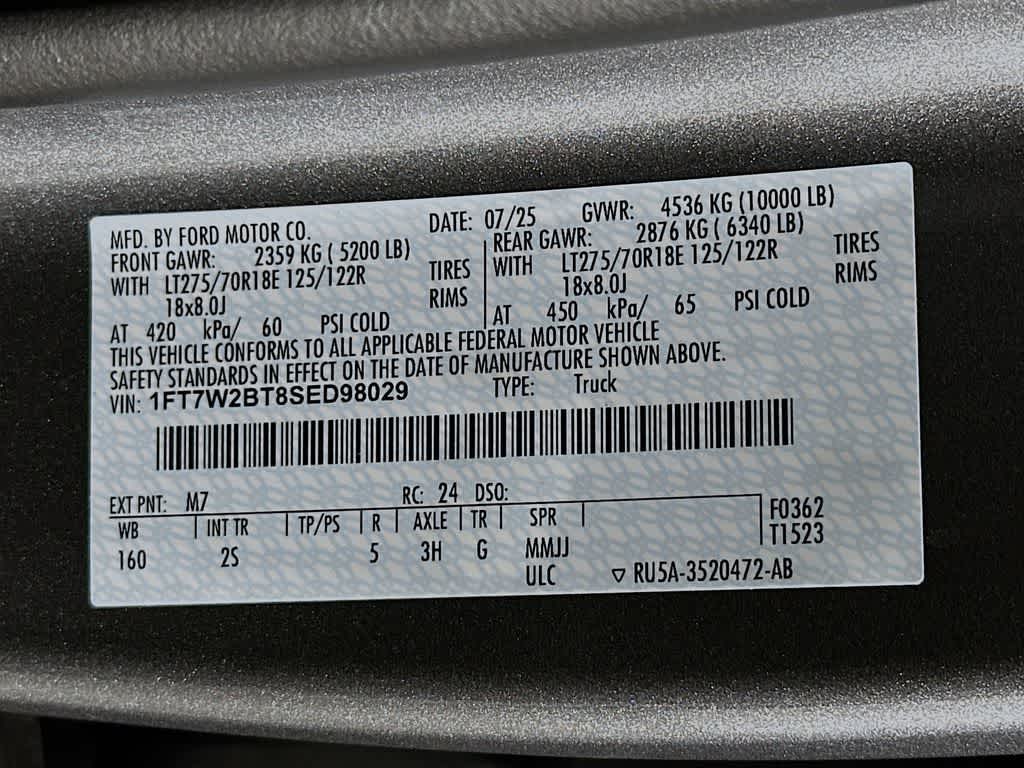 MFD. BY FORD MOTOR CO. DATE: 07/25 GVWR: 4536 KG (10000 LB)
FRONT GAWR: 2359 KG ( 5200 LB) REAR GAWR: 2876 KG ( 6340 LB)
WITH LT275/70R18E 125/122R TIRES WITH LT275/70R18E 125/122R TIRES
18x8.0J RIMS 18x8.0J RIMS
AT 420 kPa/ 60 PSI COLD AT 450 kPa/ 65 PSI COLD
THIS VEHICLE CONFORMS TO ALL APPLICABLE FEDERAL MOTOR VEHICLE
SAFETY STANDARDS IN EFFECT ON THE DATE OF MANUFACTURE SHOWN ABOVE.
VIN: 1FT7W2BT8SED98029 TYPE: Truck
EXT PNT: M7 RC: 24 DSO:
WB INT TR TP/PS R AXLE TR SPR F0362
160 2S 5 3H G MMJJ T1523
ULC ▽ RU5A-3520472-AB